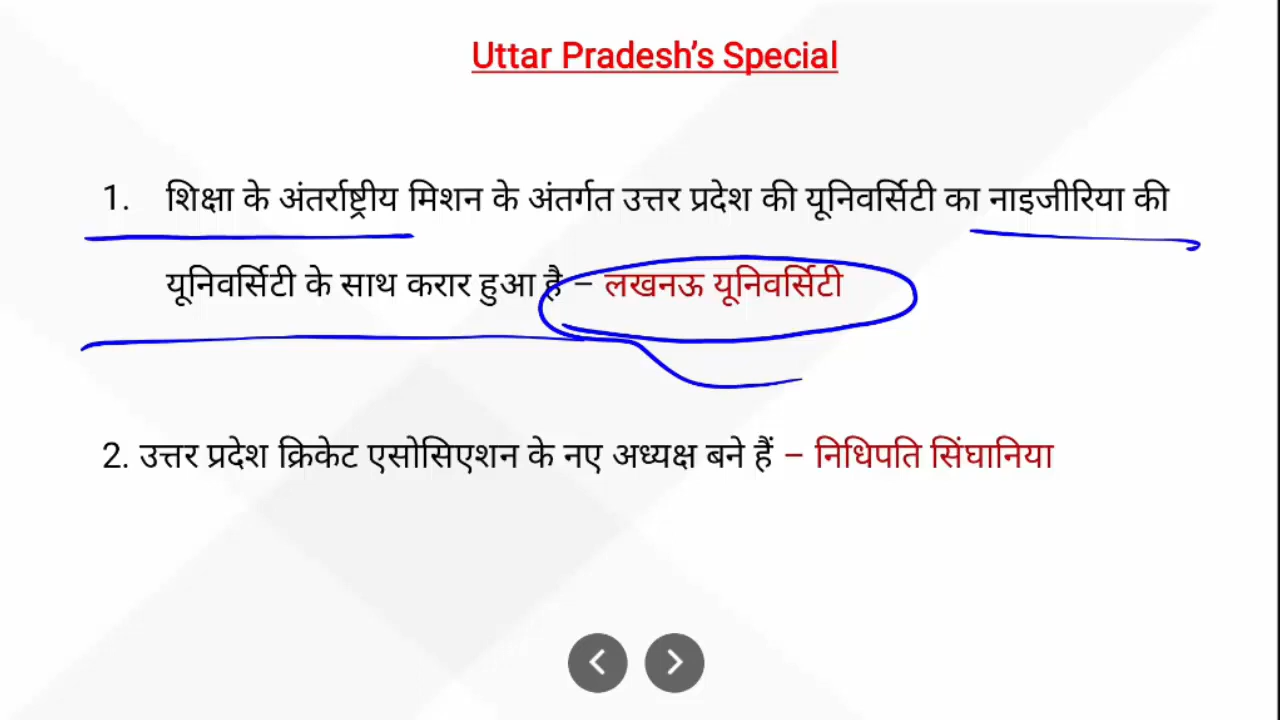 Uttar Pradesh's Special
1. शिक्षा के अंतर्राष्ट्रीय मिशन के अंतर्गत उत्तर प्रदेश की यूनिवर्सिटी का नाइजीरिया की
यूनिवर्सिटी के साथ करार हुआ है – लखनऊ यूनिवर्सिटी
2. उत्तर प्रदेश क्रिकेट एसोसिएशन के नए अध्यक्ष बने हैं – निधिपति सिंघानिया